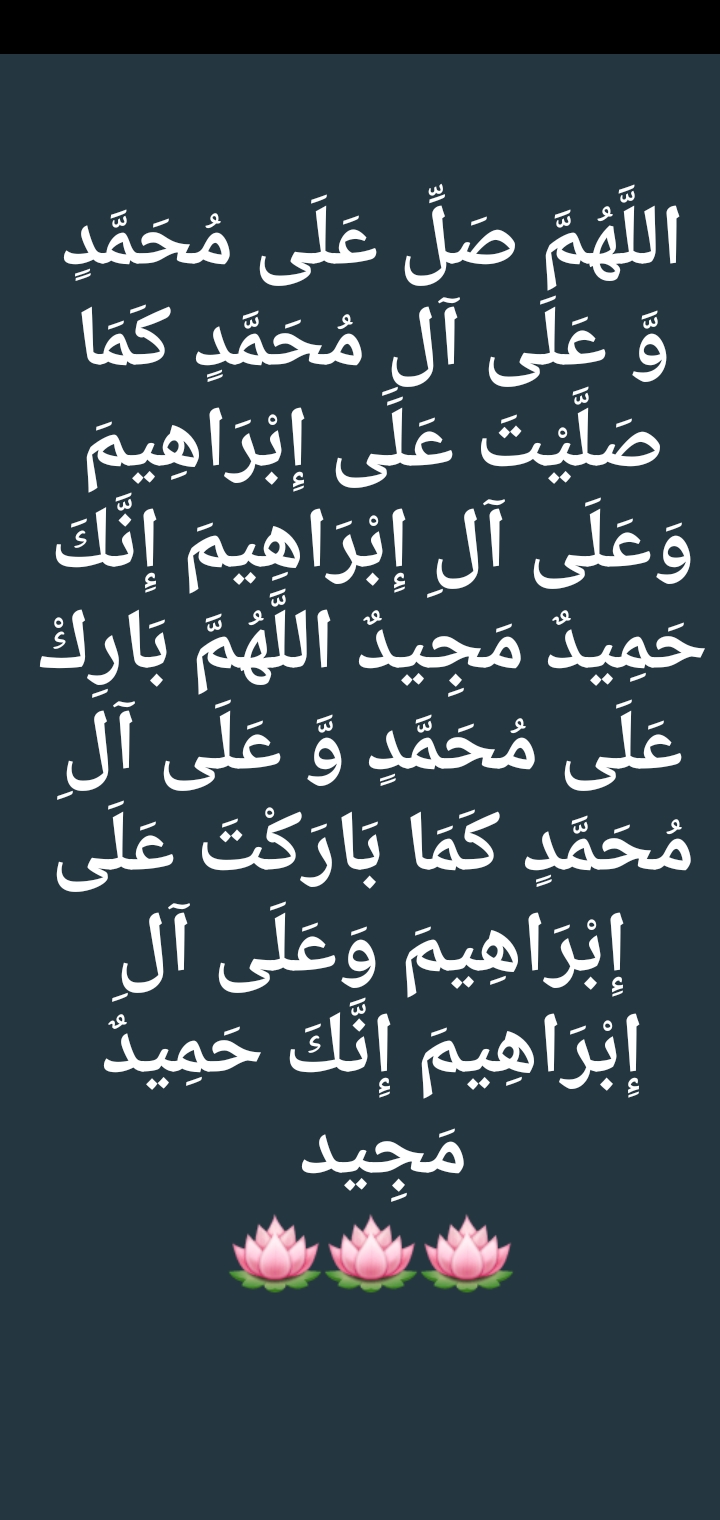 اللَّهُمَّ صَلِّ عَلَى مُحَمَّدٍ
وَّ عَلَى آلِ مُحَمَّدٍ كَمَا
صَلَّيْتَ عَلَى إِبْرَاهِيمَ
وَعَلَى آلِ إِبْرَاهِيمَ إِنَّكَ
حَمِيدٌ مَجِيدٌ اللَّهُمَّ بَارِكْ
عَلَى مُحَمَّدٍ وَّ عَلَى آلِ
مُحَمَّدٍ كَمَا بَارَكْتَ عَلَى
إِبْرَاهِيمَ وَعَلَى آلِ
إِبْرَاهِيمَ إِنَّكَ حَمِيدٌ
مَجِيد
🪷🪷🪷